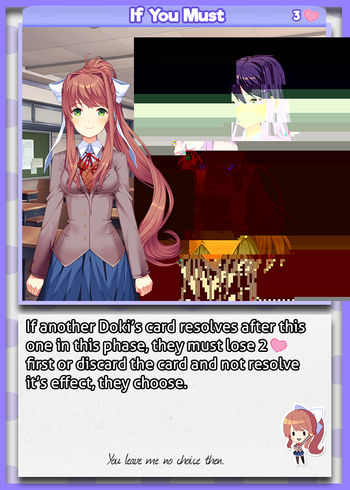 If You Must
3
If another Doki's card resolves after this
one in this phase, they must lose 2
first or discard the card and not resolve
it's effect, they choose.
You leave me no choice then.